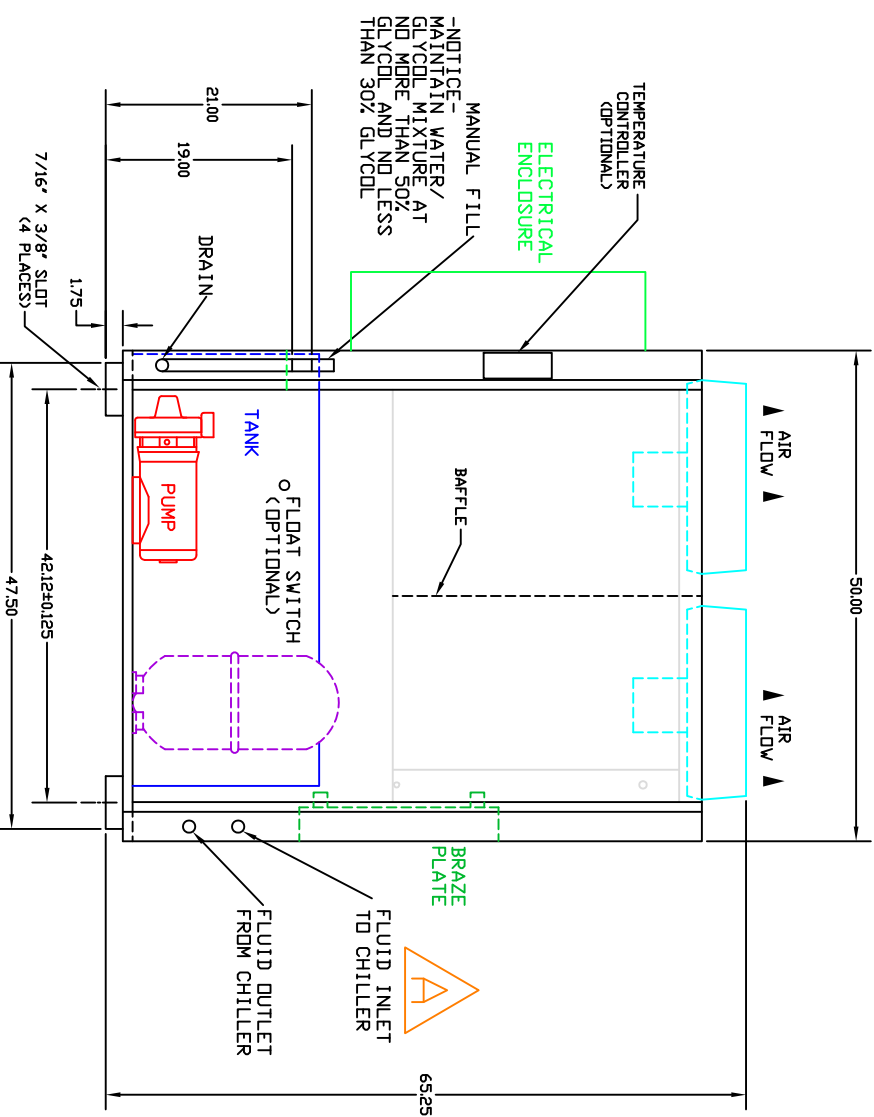 50.00
AIR
FLOW
AIR
FLOW
TEMPERATURE
CONTROLLER
(OPTIONAL)
ELECTRICAL
ENCLOSURE
BAFFLE
MANUAL FILL
-NOTICE-
MAINTAIN WATER/
GLYCOL MIXTURE AT
NO MORE THAN 50%
GLYCOL AND NO LESS
THAN 30% GLYCOL
BRAZE
PLATE
A
65.25
FLUID INLET
TO CHILLER
FLOAT SWITCH
(OPTIONAL)
TANK
FLUID OUTLET
FROM CHILLER
21.00
19.00
DRAIN
PUMP
1.75
7/16" X 3/8" SLOT
(4 PLACES)
42.12±0.125
47.50